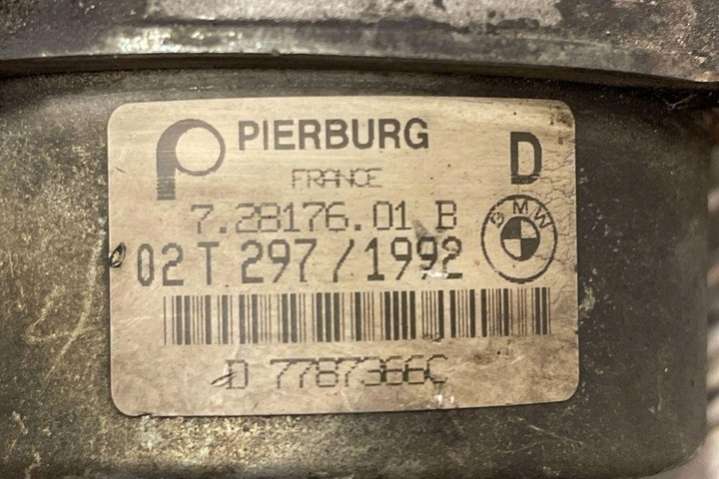 PIERBURG
D
FRANCE
7.28176.01 B
BMW
02 T 297 / 1992
D 7787366C